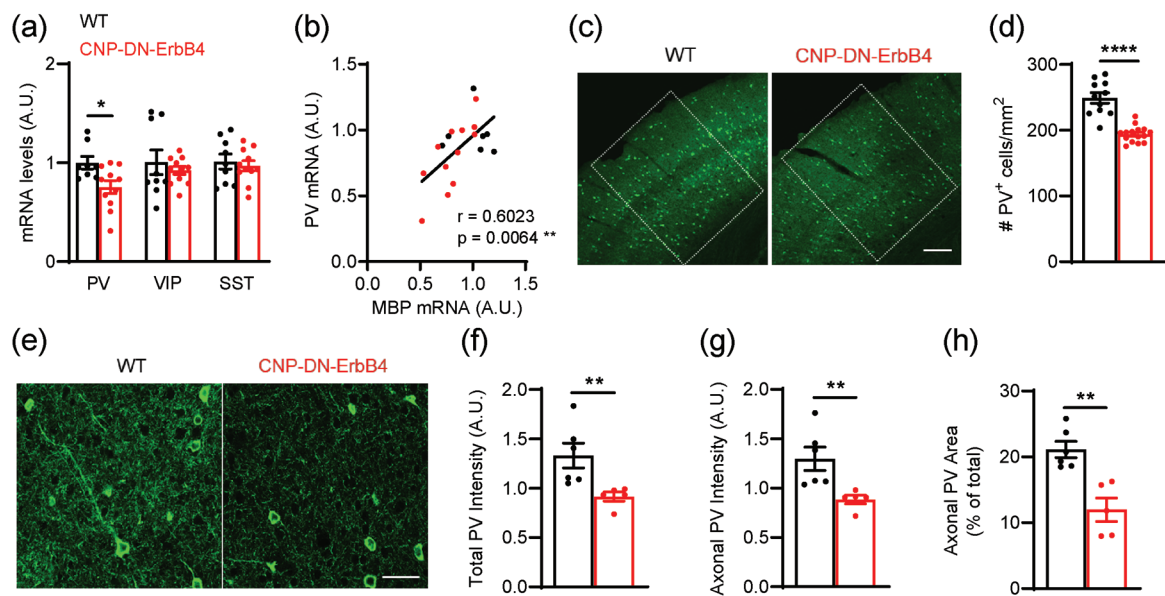 (a)
WT
CNP-DN-ErbB4
mRNA levels (A.U.)
2
1
0
*
PV VIP SST
(b)
PV mRNA (A.U.)
1.5
1.0
0.5
0.0
r = 0.6023
p = 0.0064 **
0.0 0.5 1.0 1.5
MBP mRNA (A.U.)
(c)
WT CNP-DN-ErbB4
(d)
# PV+ cells/mm2
300
200
100
0
****
(e)
WT CNP-DN-ErbB4
(f)
Total PV Intensity (A.U.)
2.0
1.5
1.0
0.5
0.0
**
(g)
Axonal PV Intensity (A.U.)
2.0
1.5
1.0
0.5
0.0
**
(h)
Axonal PV Area
(% of total)
30
20
10
0
**